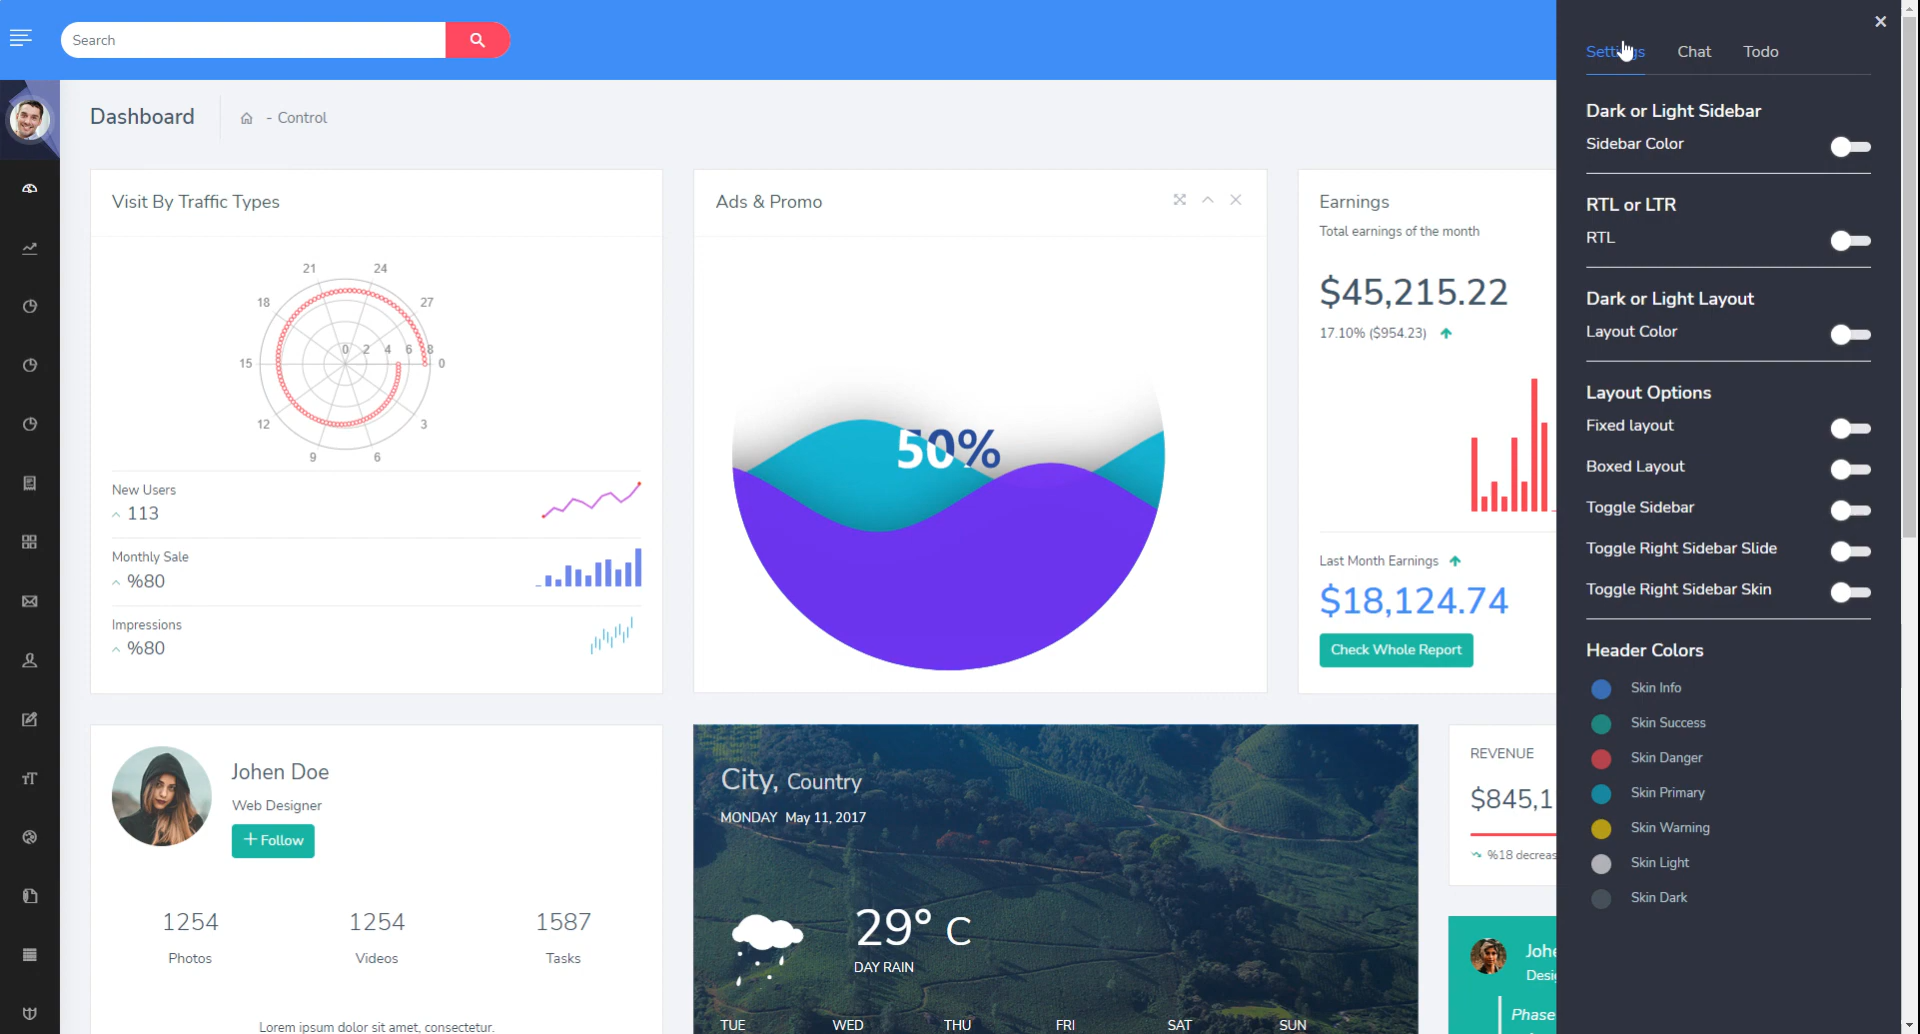 Search
Settings
Chat
Todo
Dashboard
- Control
Visit By Traffic Types
21
24
18
27
15
0
2
4
6
8
0
12
3
9
6
New Users
113
Monthly Sale
%80
Impressions
%80
Ads & Promo
50%
Earnings
Total earnings of the month
$45,215.22
17.10% ($954.23)
Last Month Earnings
$18,124.74
Check Whole Report
Johen Doe
Web Designer
+ Follow
1254
1254
1587
Photos
Videos
Tasks
Lorem ipsum dolor sit amet, consectetur.
City, Country
MONDAY May 11, 2017
29° C
DAY RAIN
TUE
WED
THU
FRI
SAT
SUN
REVENUE
$845,1
%18 decreas
Johe
Desi
Phase
Dark or Light Sidebar
Sidebar Color
RTL or LTR
RTL
Dark or Light Layout
Layout Color
Layout Options
Fixed layout
Boxed Layout
Toggle Sidebar
Toggle Right Sidebar Slide
Toggle Right Sidebar Skin
Header Colors
Skin Info
Skin Success
Skin Danger
Skin Primary
Skin Warning
Skin Light
Skin Dark